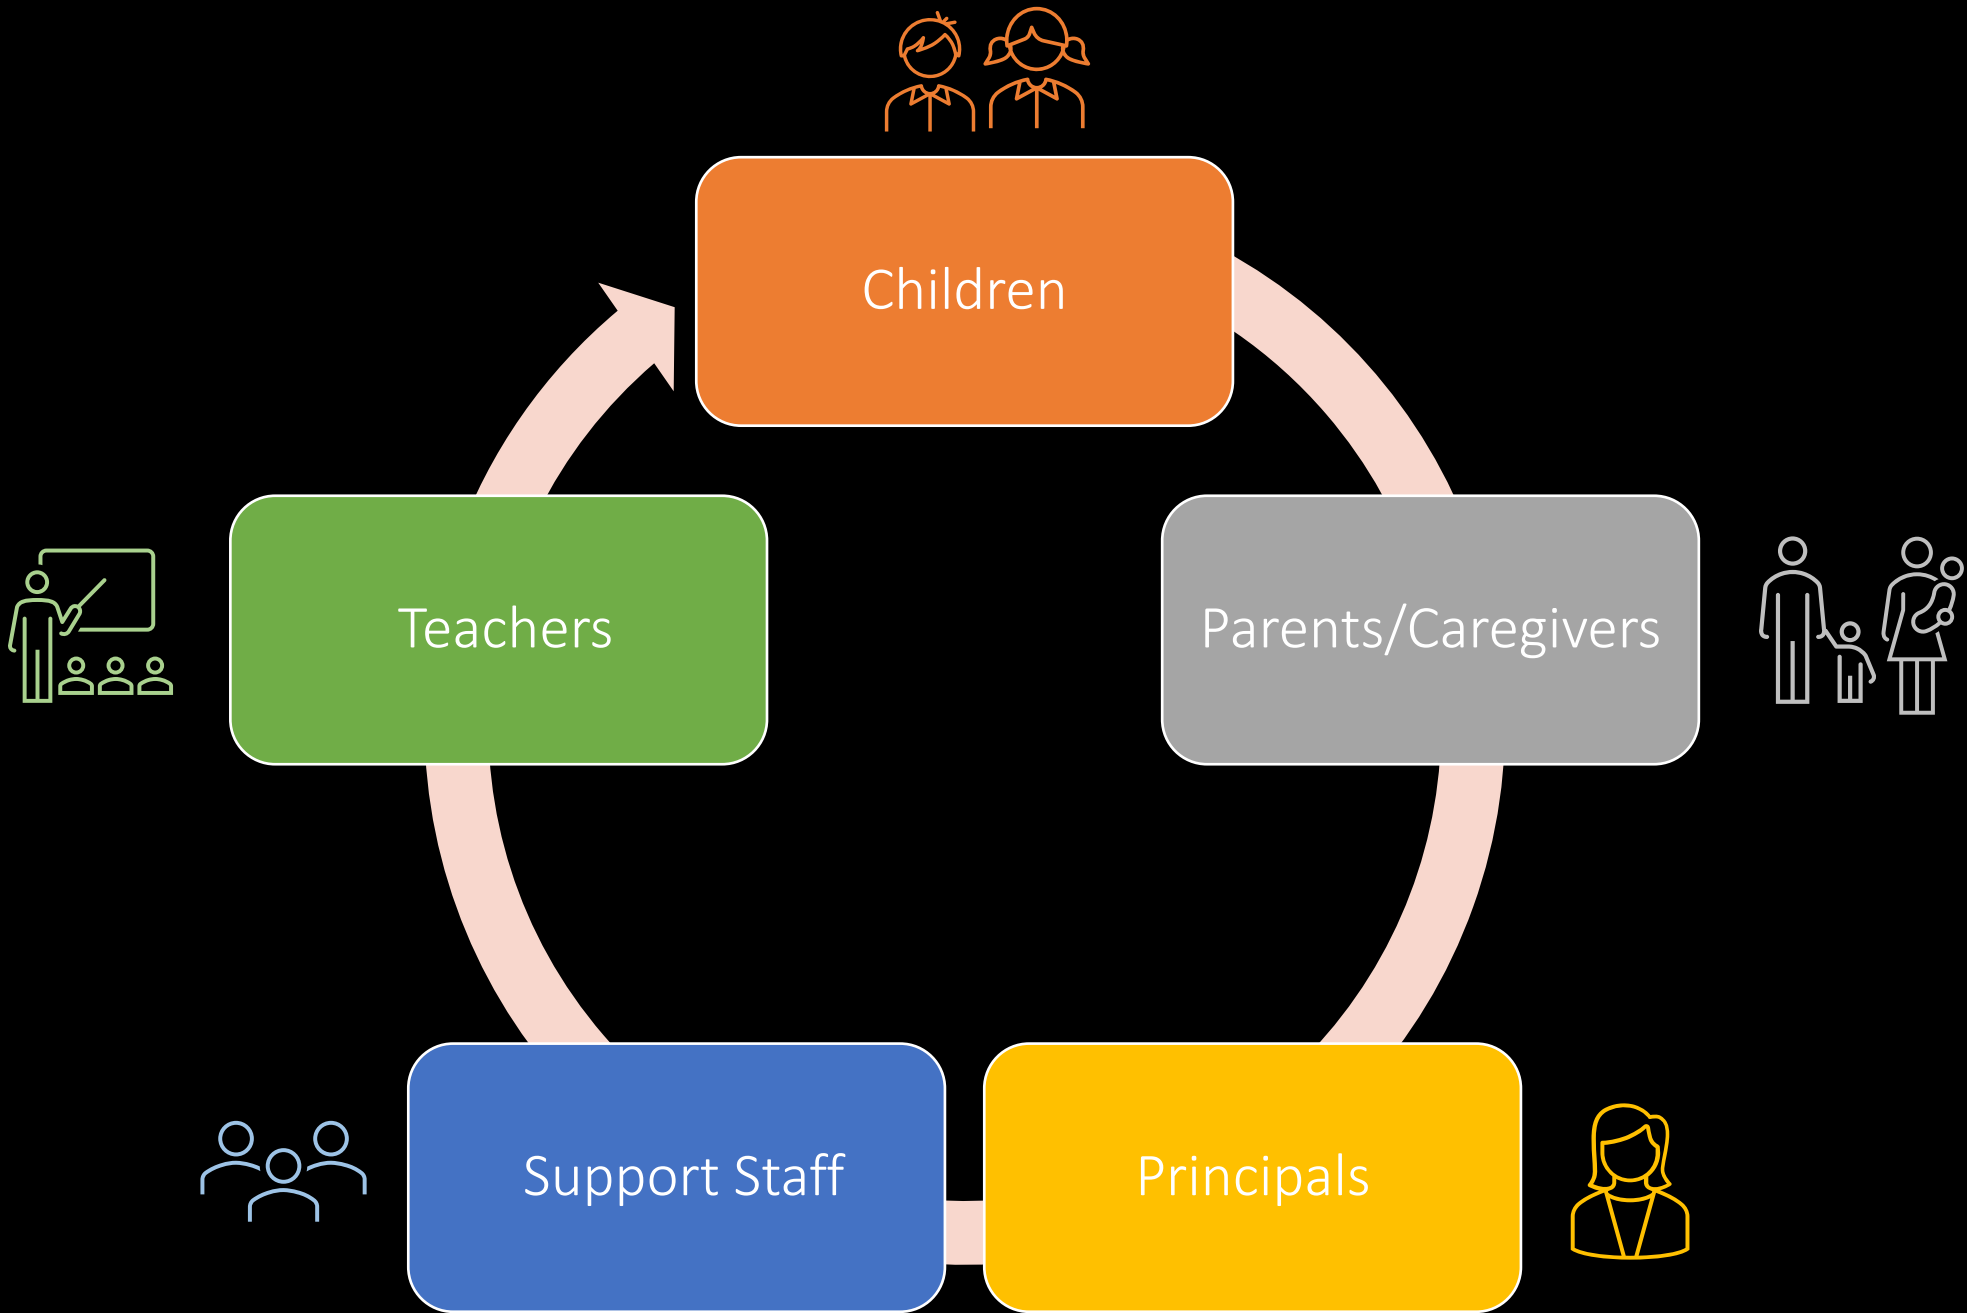 Children
Teachers
Parents/Caregivers
Support Staff
Principals